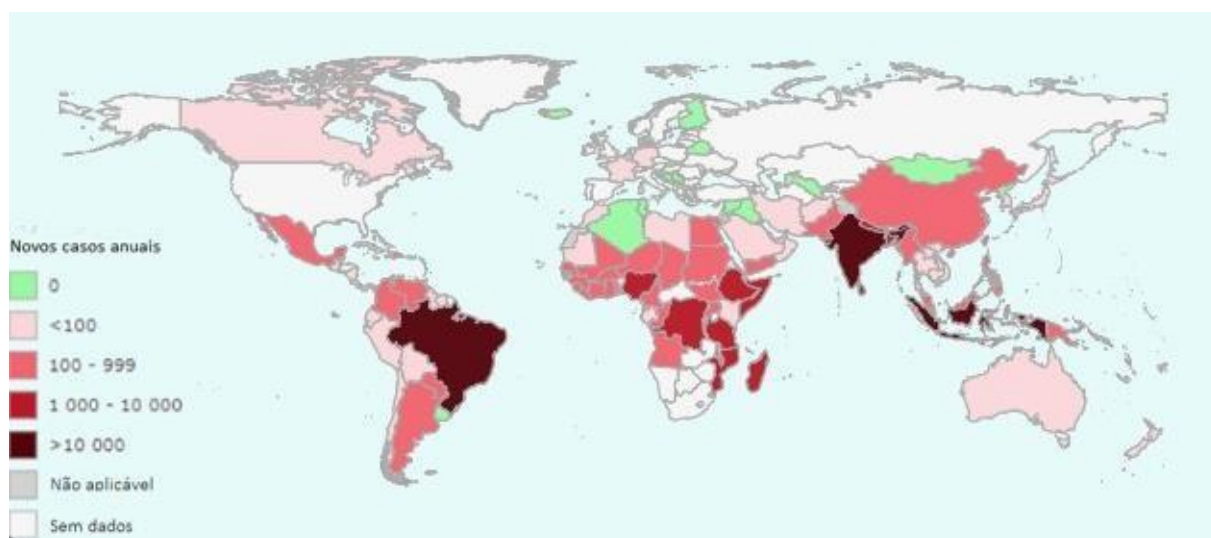 Novos casos anuais
0
<100
100 - 999
1 000 - 10 000
>10 000
Não aplicável
Sem dados